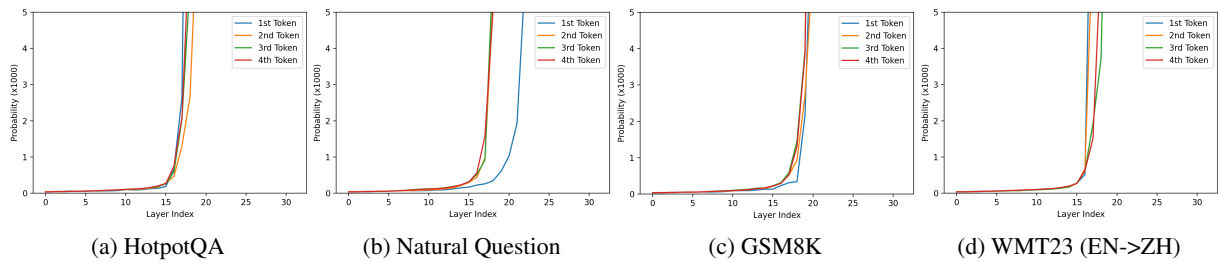 5
4
3
2
1
0
Probability (x1000)
0 5 10 15 20 25 30
Layer Index
1st Token
2nd Token
3rd Token
4th Token
(a) HotpotQA
5
4
3
2
1
0
Probability (x1000)
0 5 10 15 20 25 30
Layer Index
1st Token
2nd Token
3rd Token
4th Token
(b) Natural Question
5
4
3
2
1
0
Probability (x1000)
0 5 10 15 20 25 30
Layer Index
1st Token
2nd Token
3rd Token
4th Token
(c) GSM8K
5
4
3
2
1
0
Probability (x1000)
0 5 10 15 20 25 30
Layer Index
1st Token
2nd Token
3rd Token
4th Token
(d) WMT23 (EN->ZH)